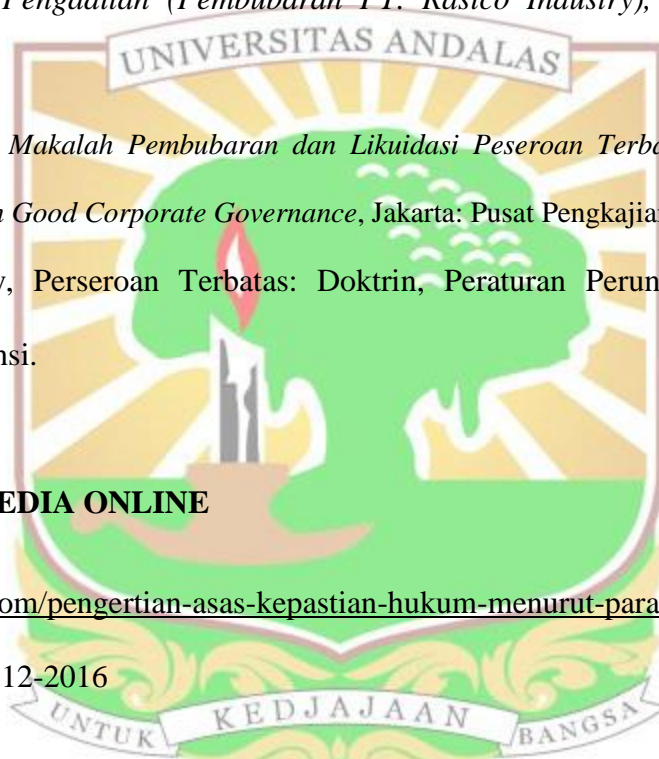 Pengadilan (Pembubaran PT. Rasico Industry),
UNIVERSITAS ANDALAS
Makalah Pembubaran dan Likuidasi Peseroan Terba
Good Corporate Governance, Jakarta: Pusat Pengkajian
Perseroan Terbatas: Doktrin, Peraturan Perun
nsi.
EDIA ONLINE
om/pengertian-asas-kepastian-hukum-menurut-para
12-2016
UNTUK KEDJAJAAN BANGSA